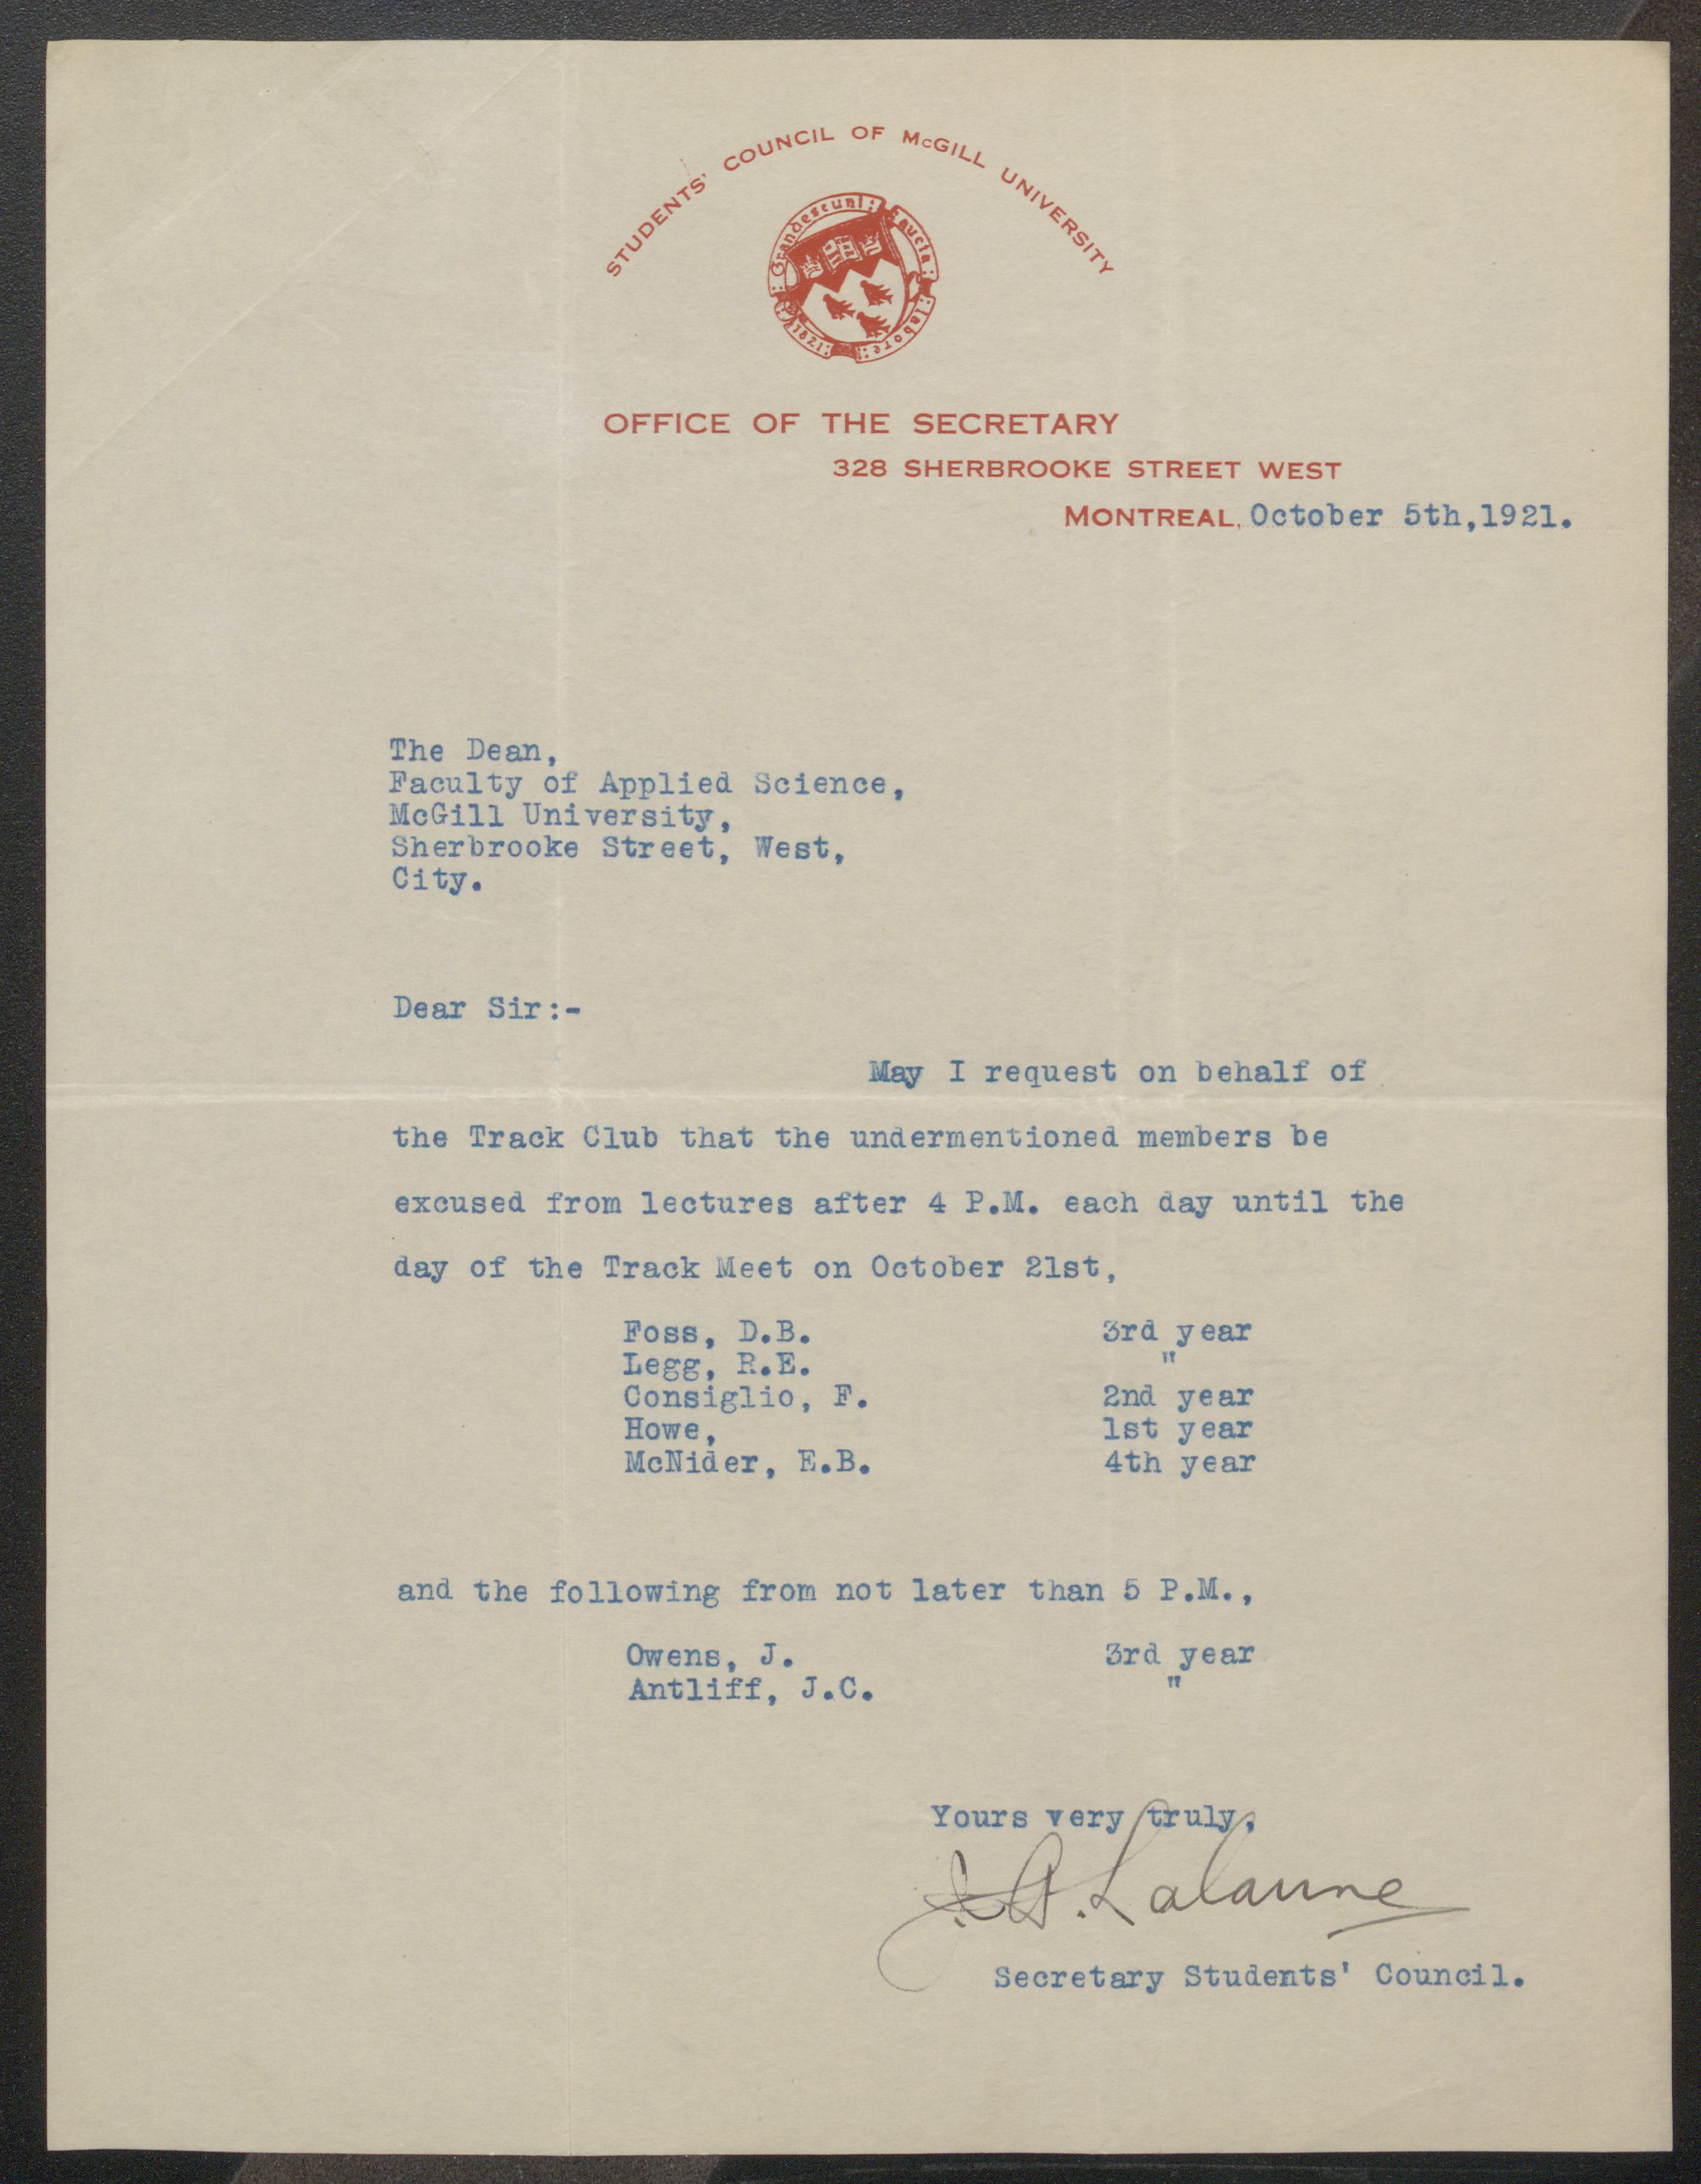 STUDENTS' COUNCIL OF McGILL UNIVERSITY
Grandescunt aucta labore
1821
OFFICE OF THE SECRETARY
328 SHERBROOKE STREET WEST
MONTREAL, October 5th,1921.
The Dean,
Faculty of Applied Science,
McGill University,
Sherbrooke Street, West,
City.
Dear Sir:-
May I request on behalf of
the Track Club that the undermentioned members be
excused from lectures after 4 P.M. each day until the
day of the Track Meet on October 21st,
Foss, D.B. 3rd year
Legg, R.E. "
Consiglio, F. 2nd year
Howe, 1st year
McNider, E.B. 4th year
and the following from not later than 5 P.M.,
Owens, J. 3rd year
Antliff, J.C. "
Yours very truly,
J.A. Lalanne
Secretary Students' Council.